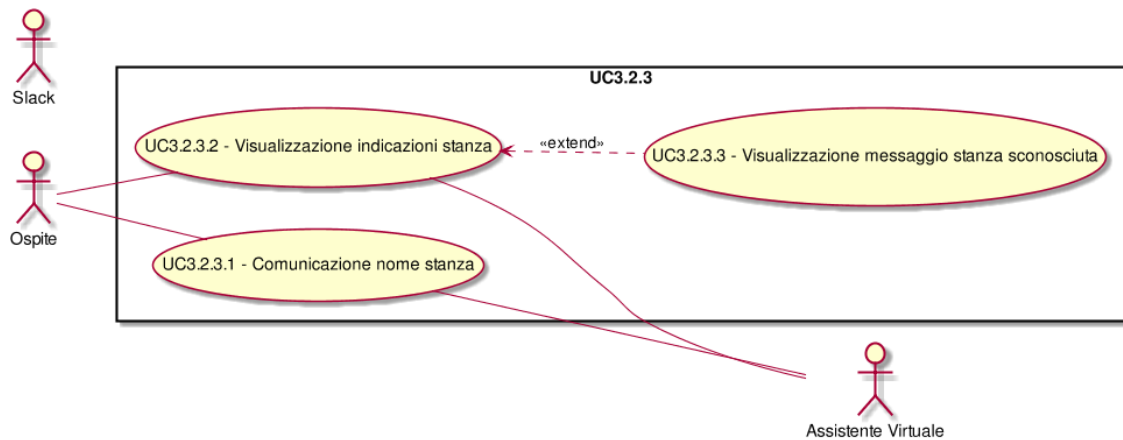 Slack
UC3.2.3
UC3.2.3.2 - Visualizzazione indicazioni stanza
«extend»
UC3.2.3.3 - Visualizzazione messaggio stanza sconosciuta
Ospite
UC3.2.3.1 - Comunicazione nome stanza
Assistente Virtuale